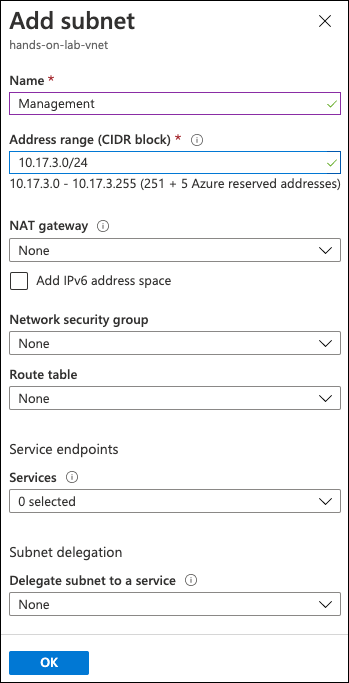 Add subnet
hands-on-lab-vnet
Name *
Management
Address range (CIDR block) *
10.17.3.0/24
10.17.3.0 - 10.17.3.255 (251 + 5 Azure reserved addresses)
NAT gateway
None
Add IPv6 address space
Network security group
None
Route table
None
Service endpoints
Services
0 selected
Subnet delegation
Delegate subnet to a service
None
OK